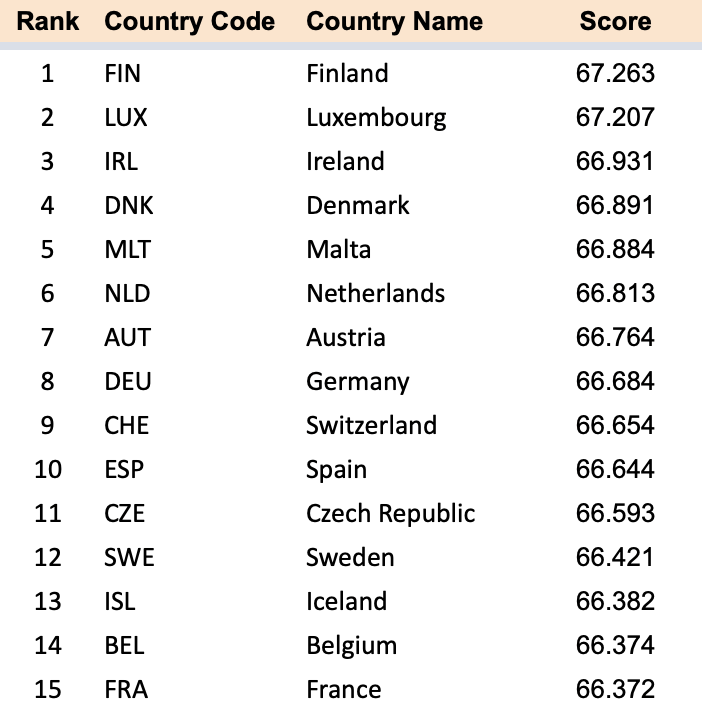 Rank Country Code Country Name Score
1 FIN Finland 67.263
2 LUX Luxembourg 67.207
3 IRL Ireland 66.931
4 DNK Denmark 66.891
5 MLT Malta 66.884
6 NLD Netherlands 66.813
7 AUT Austria 66.764
8 DEU Germany 66.684
9 CHE Switzerland 66.654
10 ESP Spain 66.644
11 CZE Czech Republic 66.593
12 SWE Sweden 66.421
13 ISL Iceland 66.382
14 BEL Belgium 66.374
15 FRA France 66.372